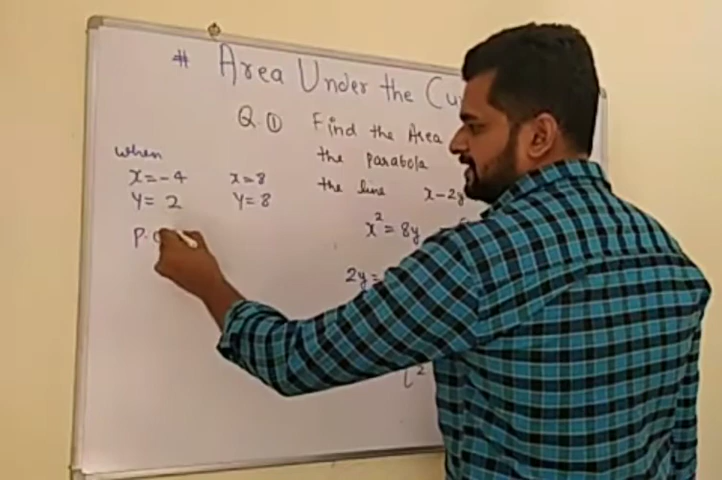 # Area Under the
Q.① Find the Area
the parabola
the line x-2y
x² = 8y
2y =
when
x=-4 x=8
y= 2 y= 8
P.